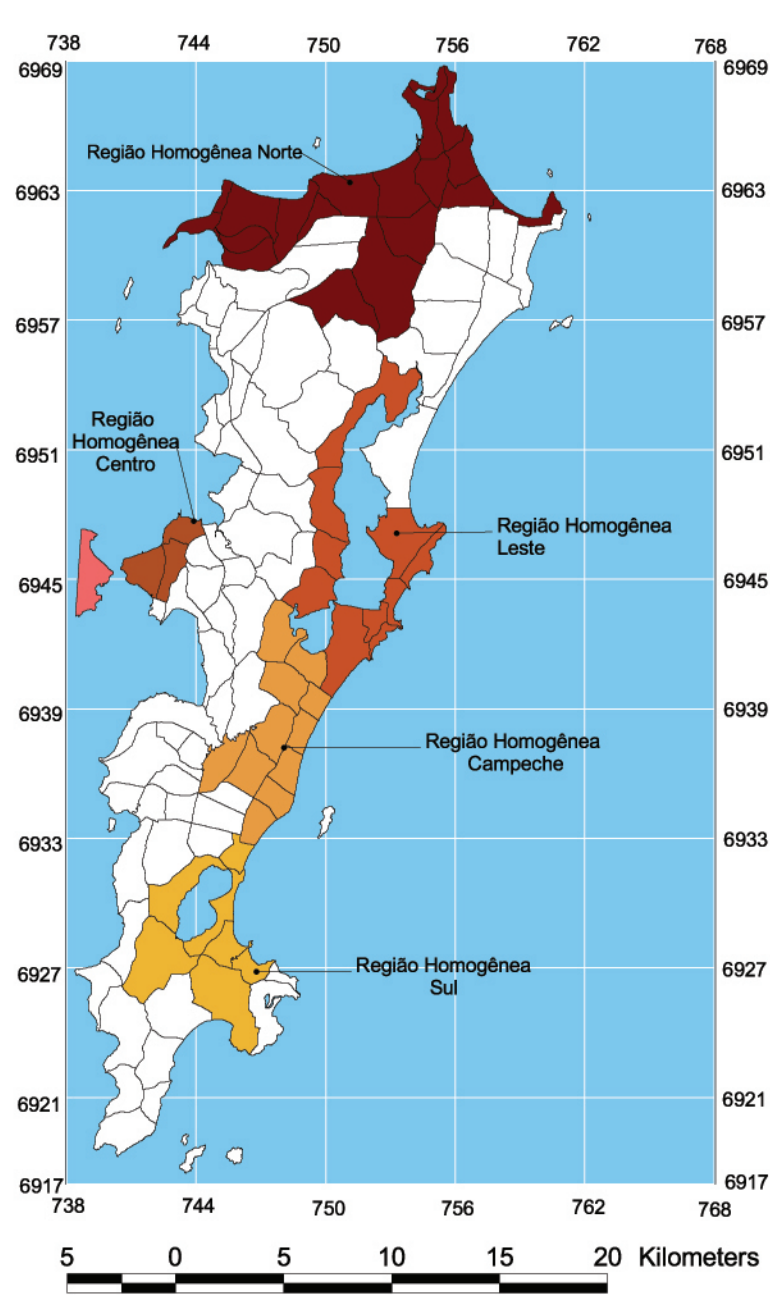 738 744 750 756 762 768
6969 6969
Região Homogênea Norte
6963 6963
6957 6957
Região
Homogênea
Centro
6951 6951
Região Homogênea
Leste
6945 6945
6939 6939
Região Homogênea
Campeche
6933 6933
6927 6927
Região Homogênea
Sul
6921 6921
6917 6917
738 744 750 756 762 768
5 0 5 10 15 20 Kilometers